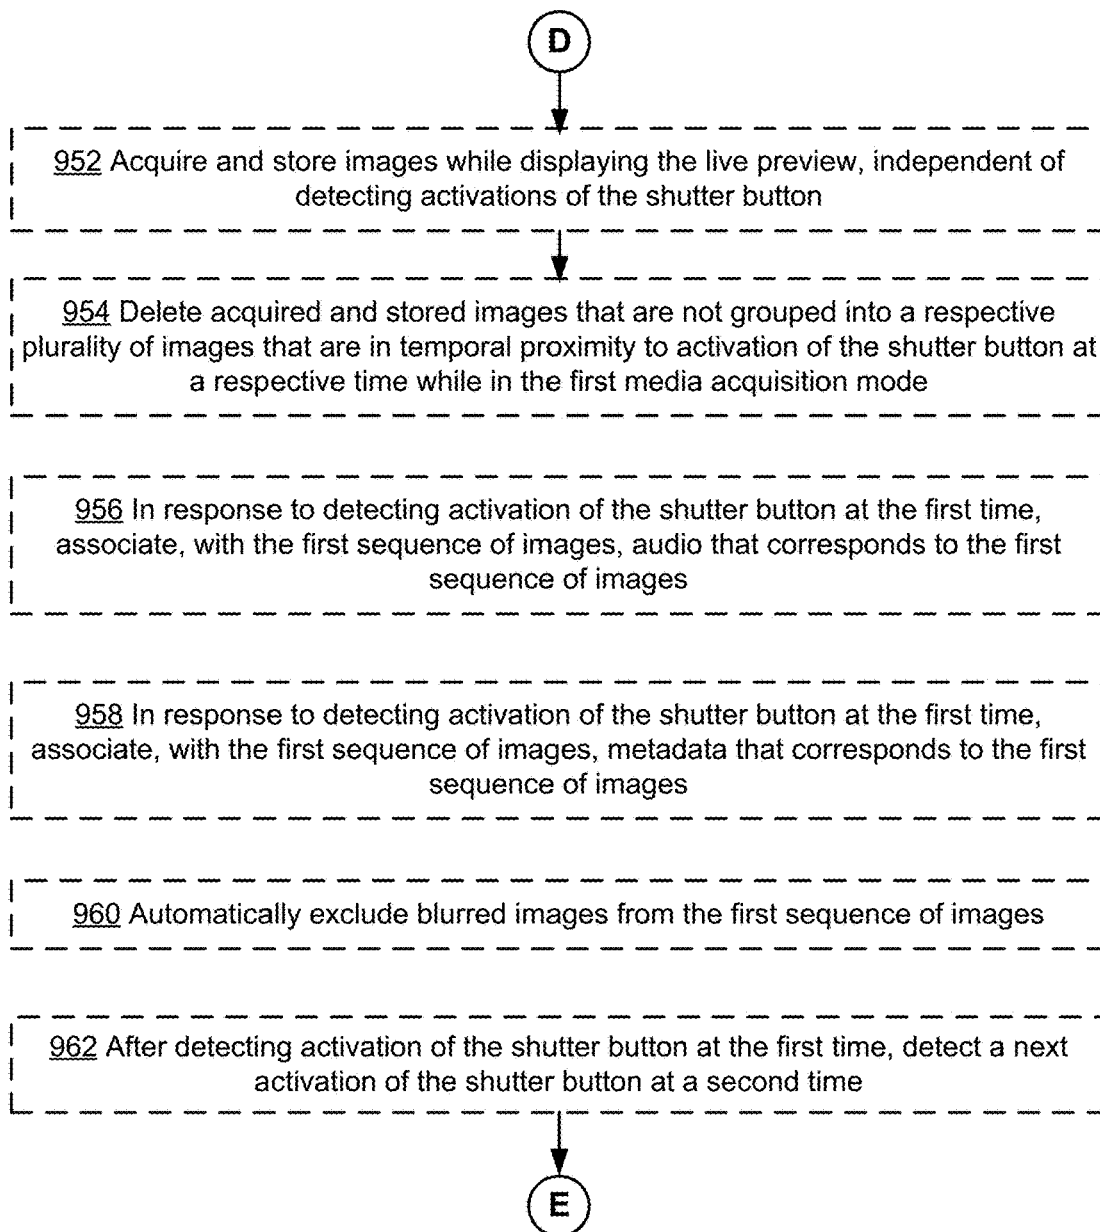 D
952 Acquire and store images while displaying the live preview, independent of
detecting activations of the shutter button
954 Delete acquired and stored images that are not grouped into a respective
plurality of images that are in temporal proximity to activation of the shutter button at
a respective time while in the first media acquisition mode
956 In response to detecting activation of the shutter button at the first time,
associate, with the first sequence of images, audio that corresponds to the first
sequence of images
958 In response to detecting activation of the shutter button at the first time,
associate, with the first sequence of images, metadata that corresponds to the first
sequence of images
960 Automatically exclude blurred images from the first sequence of images
962 After detecting activation of the shutter button at the first time, detect a next
activation of the shutter button at a second time
E